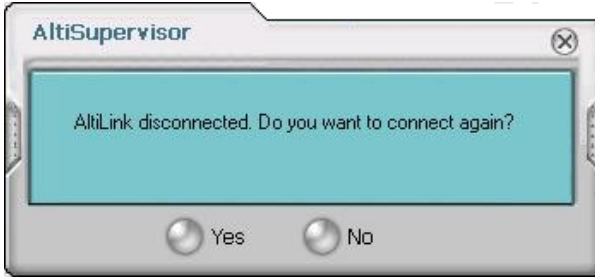 AltiSupervisor
AltiLink disconnected. Do you want to connect again?
Yes No